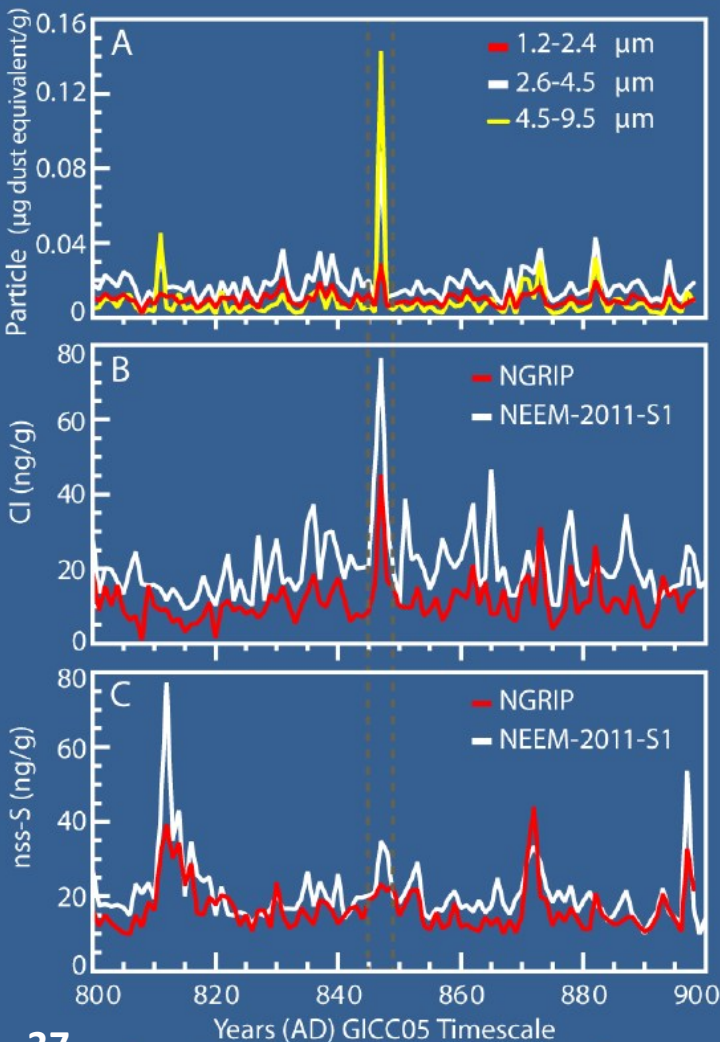 A
1.2-2.4 μm
2.6-4.5 μm
4.5-9.5 μm
Particle (μg dust equivalent/g)
0.16
0.12
0.08
0.04
0
B
NGRIP
NEEM-2011-S1
Cl (ng/g)
80
60
40
20
0
C
NGRIP
NEEM-2011-S1
nss-S (ng/g)
80
60
40
20
0
800 820 840 860 880 900
Years (AD) GICC05 Timescale
27